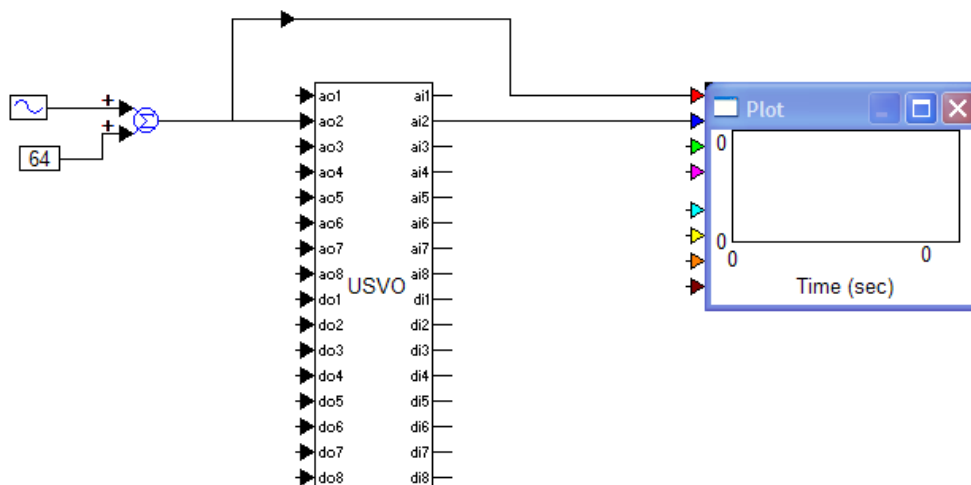 +
+
64
ao1 ai1
ao2 ai2
ao3 ai3
ao4 ai4
ao5 ai5
ao6 ai6
ao7 ai7
ao8 ai8
USVO
do1 di1
do2 di2
do3 di3
do4 di4
do5 di5
do6 di6
do7 di7
do8 di8
Plot
0
0
0
0
Time (sec)